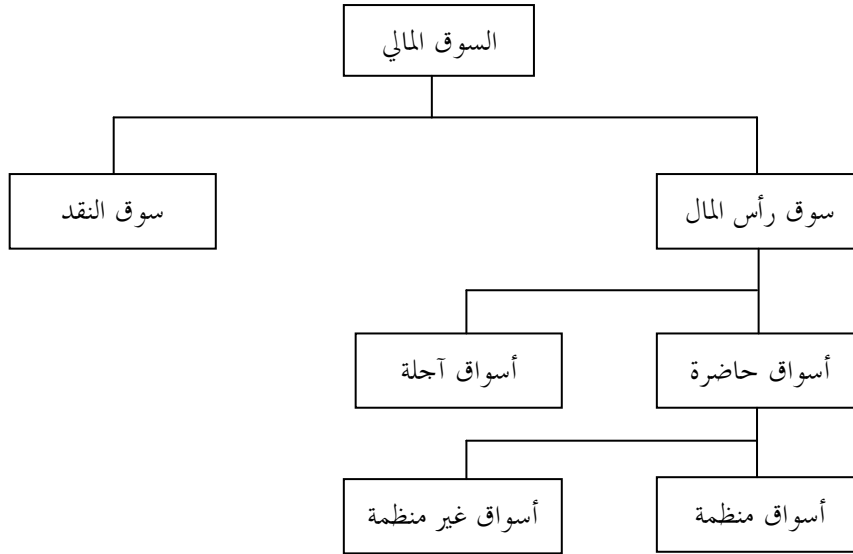 السوق المالي
سوق رأس المال
سوق النقد
أسواق حاضرة
أسواق آجلة
أسواق منظمة
أسواق غير منظمة